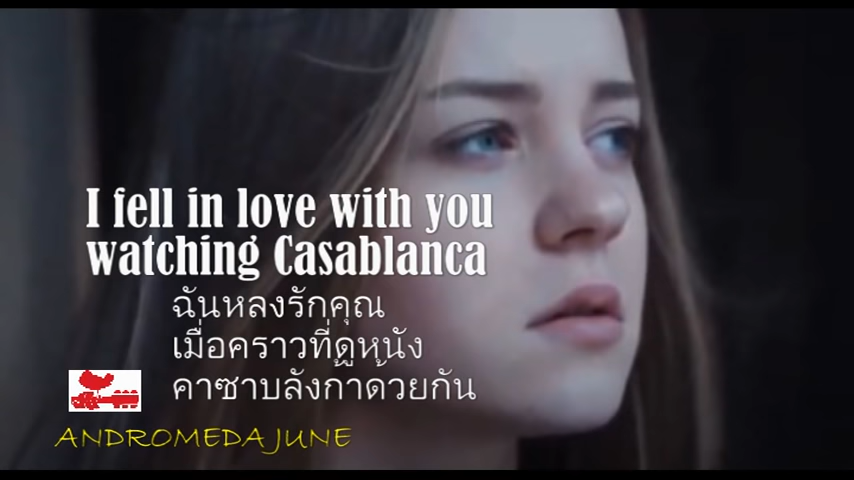 I fell in love with you
watching Casablanca
ฉันหลงรักคุณ
เมื่อคราวที่ดูหนัง
คาซาบลังก้าด้วยกัน
ANDROMEDA JUNE